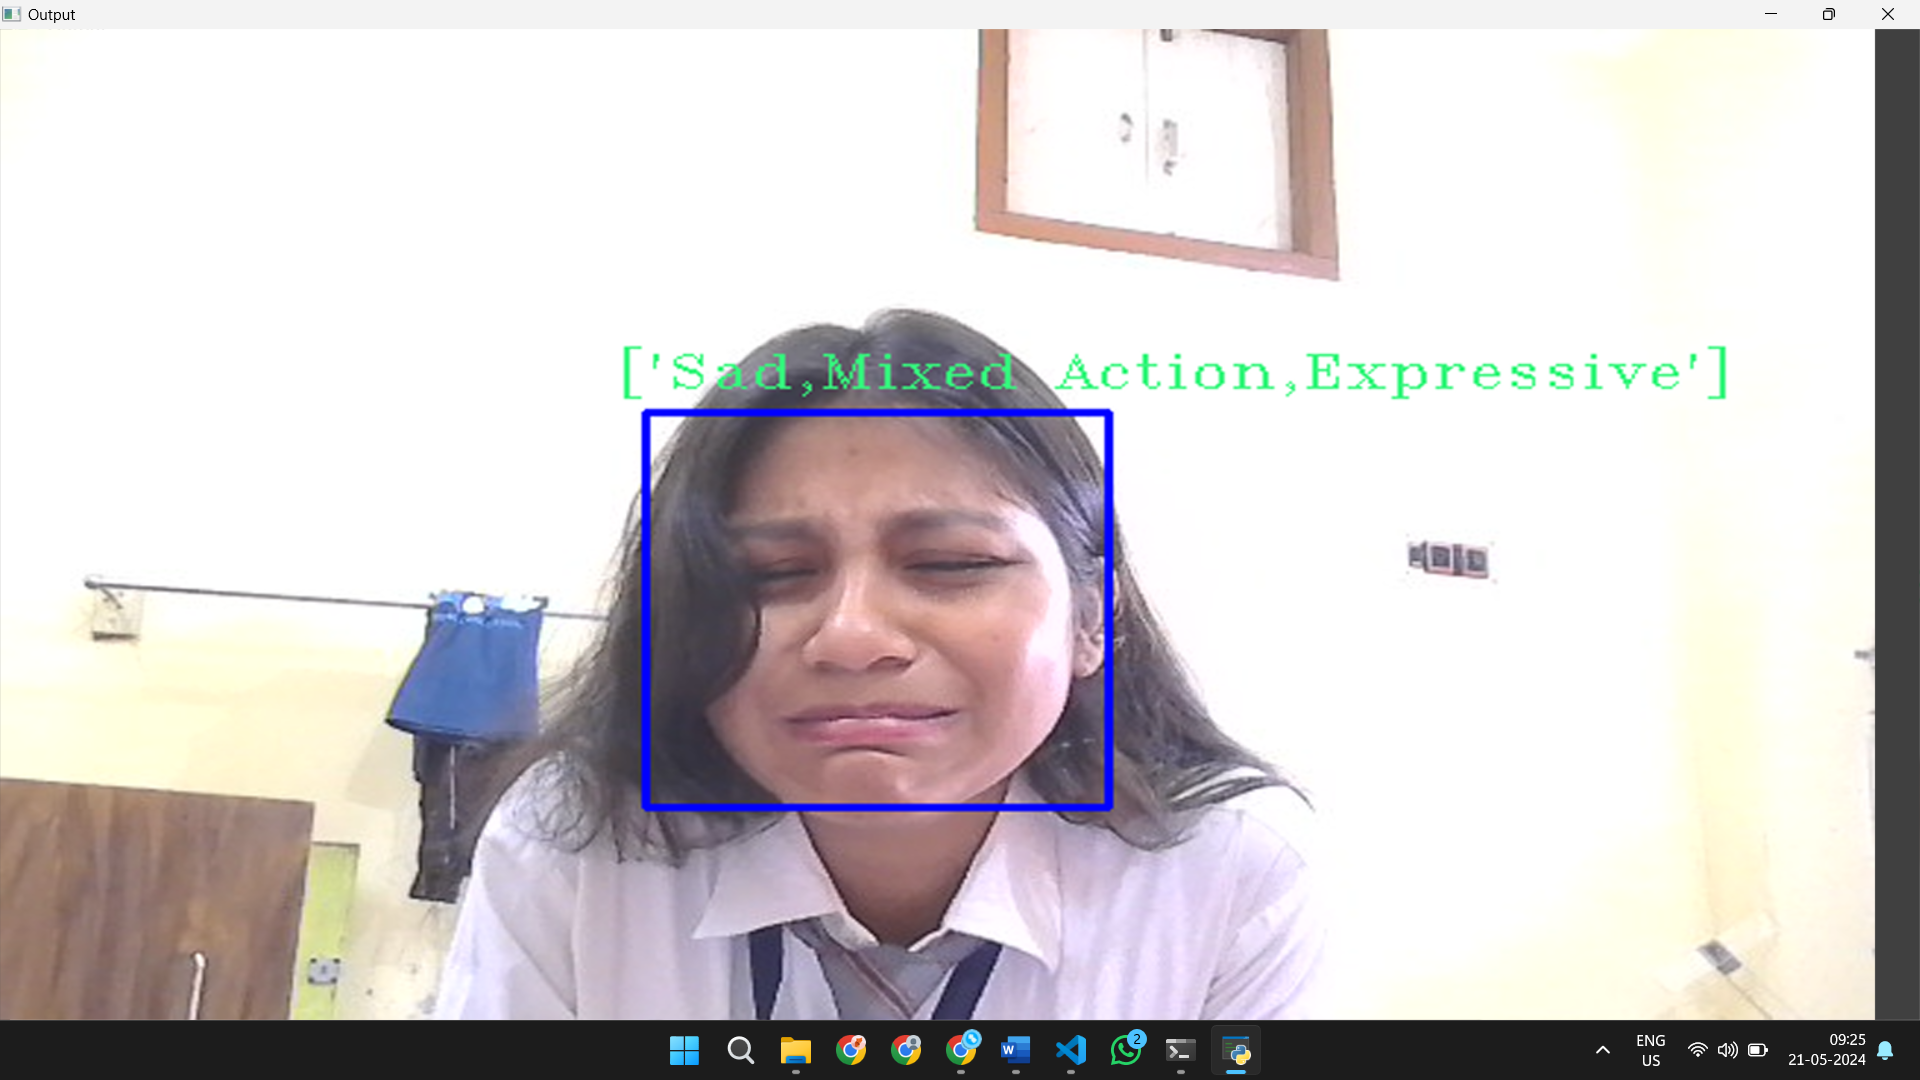 Output
['Sad,Mixed Action,Expressive']
2
ENG
US
09:25
21-05-2024